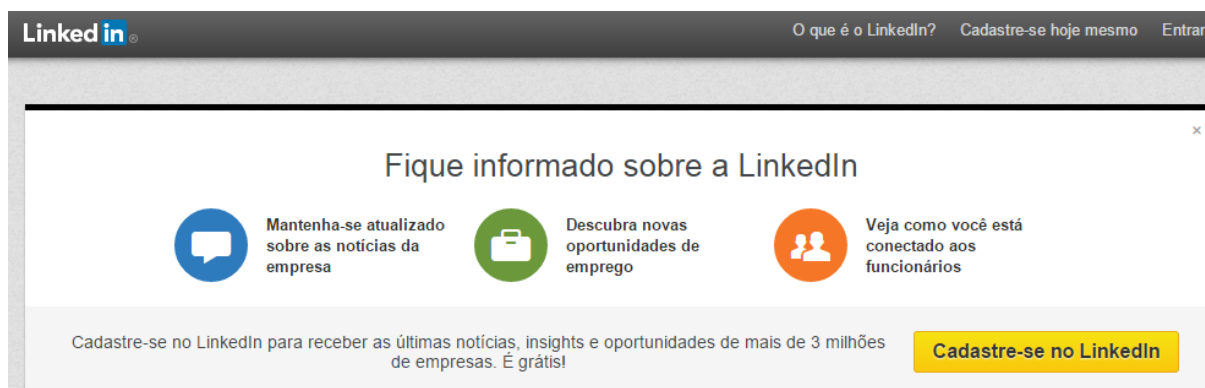 Linked in ®
O que é o LinkedIn? Cadastre-se hoje mesmo Entrar
×
Fique informado sobre a LinkedIn
Mantenha-se atualizado
sobre as notícias da
empresa
Descubra novas
oportunidades de
emprego
Veja como você está
conectado aos
funcionários
Cadastre-se no LinkedIn para receber as últimas notícias, insights e oportunidades de mais de 3 milhões
de empresas. É grátis!
Cadastre-se no LinkedIn